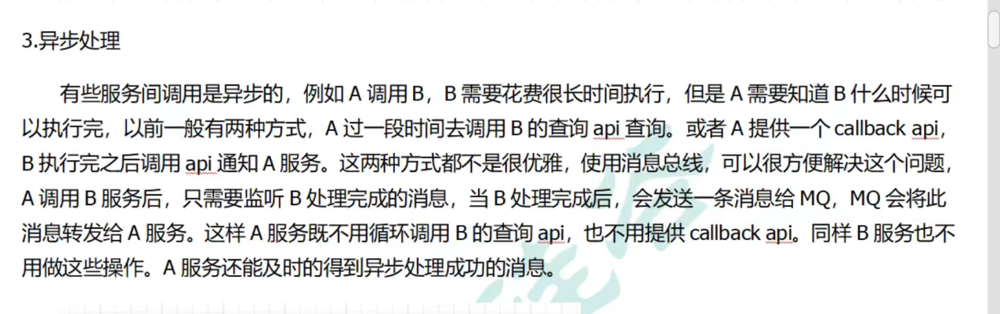 3.异步处理
有些服务间调用是异步的，例如 A 调用 B，B 需要花费很长时间执行，但是 A 需要知道 B 什么时候可
以执行完，以前一般有两种方式，A 过一段时间去调用 B 的查询 api 查询。或者 A 提供一个 callback api，
B 执行完之后调用 api 通知 A 服务。这两种方式都不是很优雅，使用消息总线，可以很方便解决这个问题，
A 调用 B 服务后，只需要监听 B 处理完成的消息，当 B 处理完成后，会发送一条消息给 MQ，MQ 会将此
消息转发给 A 服务。这样 A 服务既不用循环调用 B 的查询 api，也不用提供 callback api。同样 B 服务也不
用做这些操作。A 服务还能及时的得到异步处理成功的消息。